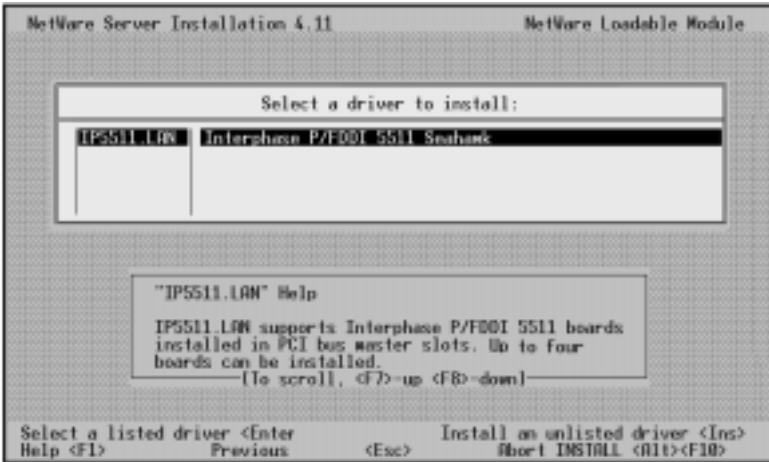 NetWare Server Installation 4.11 NetWare Loadable Module
Select a driver to install:
IP5511.LAN Interphase P/FDDI 5511 Seahawk
"IP5511.LAN" Help
IP5511.LAN supports Interphase P/FDDI 5511 boards
installed in PCI bus master slots. Up to four
boards can be installed.
[To scroll, <F7>-up <F8>-down]
Select a listed driver <Enter Install an unlisted driver <Ins>
Help <F1> Previous <Esc> Abort INSTALL <Alt><F10>